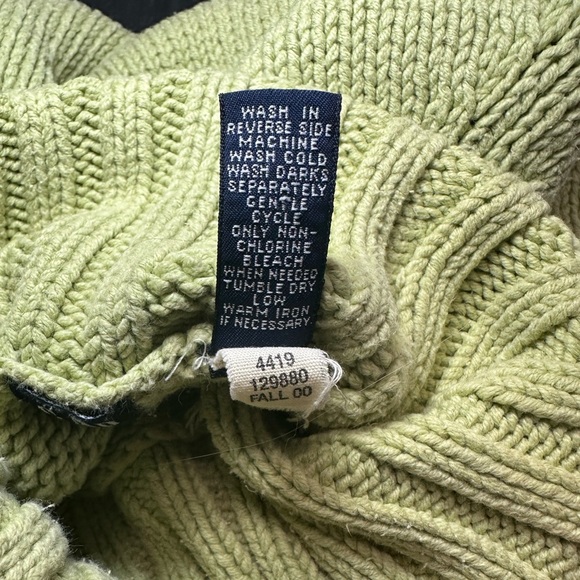 WASH IN
REVERSE SIDE
MACHINE
WASH COLD
WASH DARKS
SEPARATELY
GENTLE
CYCLE
ONLY NON-
CHLORINE
BLEACH
WHEN NEEDED
TUMBLE DRY
LOW
WARM IRON
IF NECESSARY
4419
129880
FALL 00